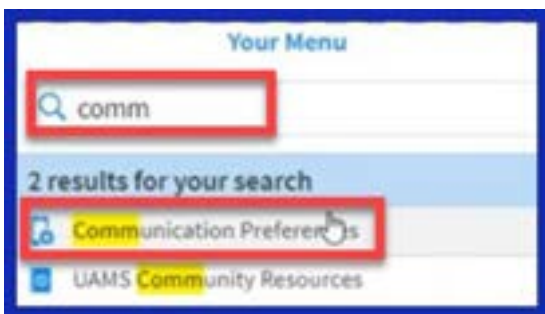 Your Menu
comm
2 results for your search
Communication Preferences
UAMS Community Resources